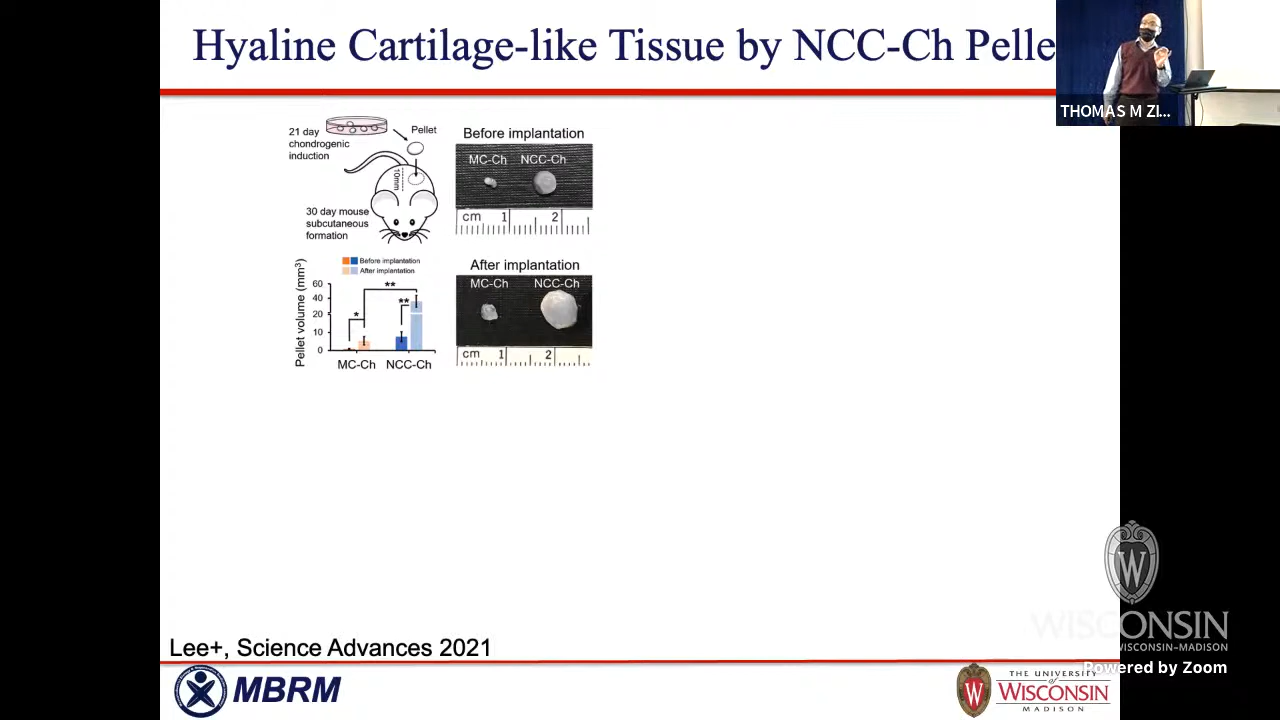 Hyaline Cartilage-like Tissue by NCC-Ch Pelle
THOMAS M ZI...
21 day
chondrogenic
induction
Pellet
10mm
30 day mouse
subcutaneous
formation
Before implantation
MC-Ch NCC-Ch
cm 1 2
Before implantation
After implantation
Pellet volume (mm³)
60
40
20
10
0
**
**
*
MC-Ch NCC-Ch
After implantation
MC-Ch NCC-Ch
cm 1 2
Lee+, Science Advances 2021
MBRM
W
WISCONSIN
WISCONSIN–MADISON
Powered by Zoom
W
THE UNIVERSITY
of
WISCONSIN
MADISON